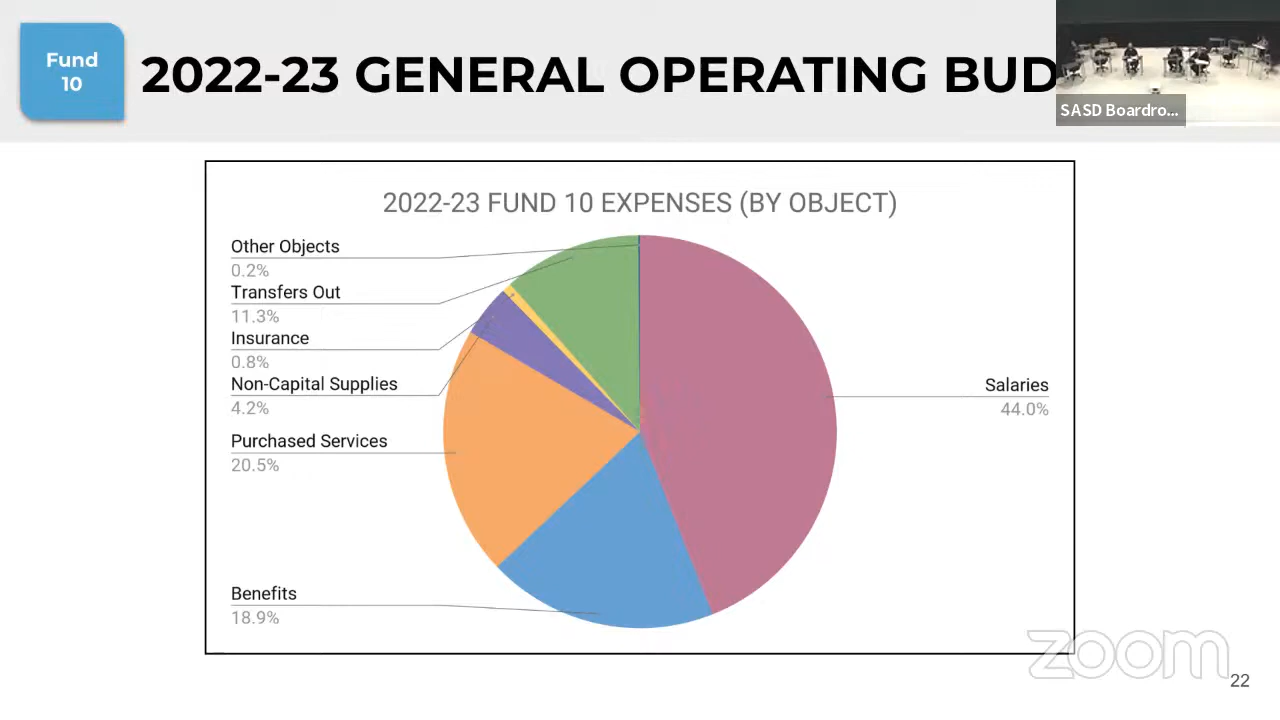 Fund
10
2022-23 GENERAL OPERATING BUD
SASD Boardro...
2022-23 FUND 10 EXPENSES (BY OBJECT)
Other Objects
0.2%
Transfers Out
11.3%
Insurance
0.8%
Non-Capital Supplies
4.2%
Purchased Services
20.5%
Benefits
18.9%
Salaries
44.0%
zoom
22